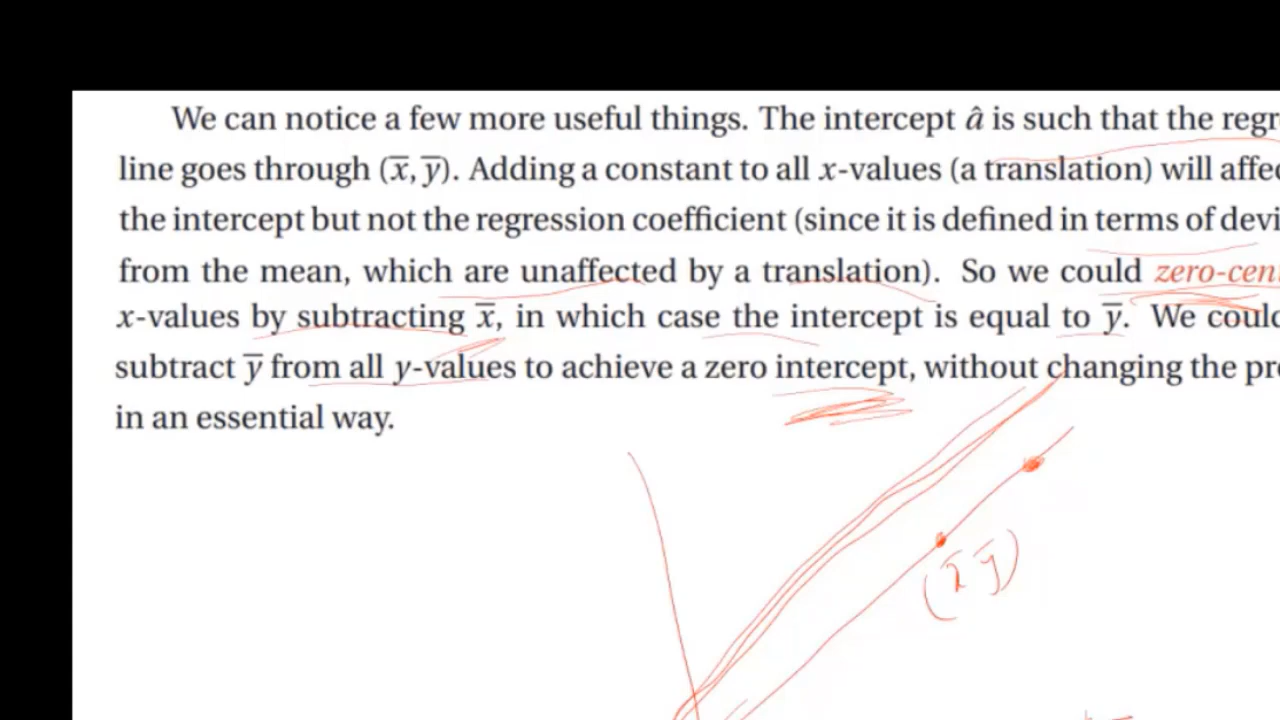 We can notice a few more useful things. The intercept â is such that the regr
line goes through (x̅, y̅). Adding a constant to all x-values (a translation) will affec
the intercept but not the regression coefficient (since it is defined in terms of devi
from the mean, which are unaffected by a translation). So we could zero-cen
x-values by subtracting x̅, in which case the intercept is equal to y̅. We could
subtract y̅ from all y-values to achieve a zero intercept, without changing the pr
in an essential way.
(x̅ y̅)